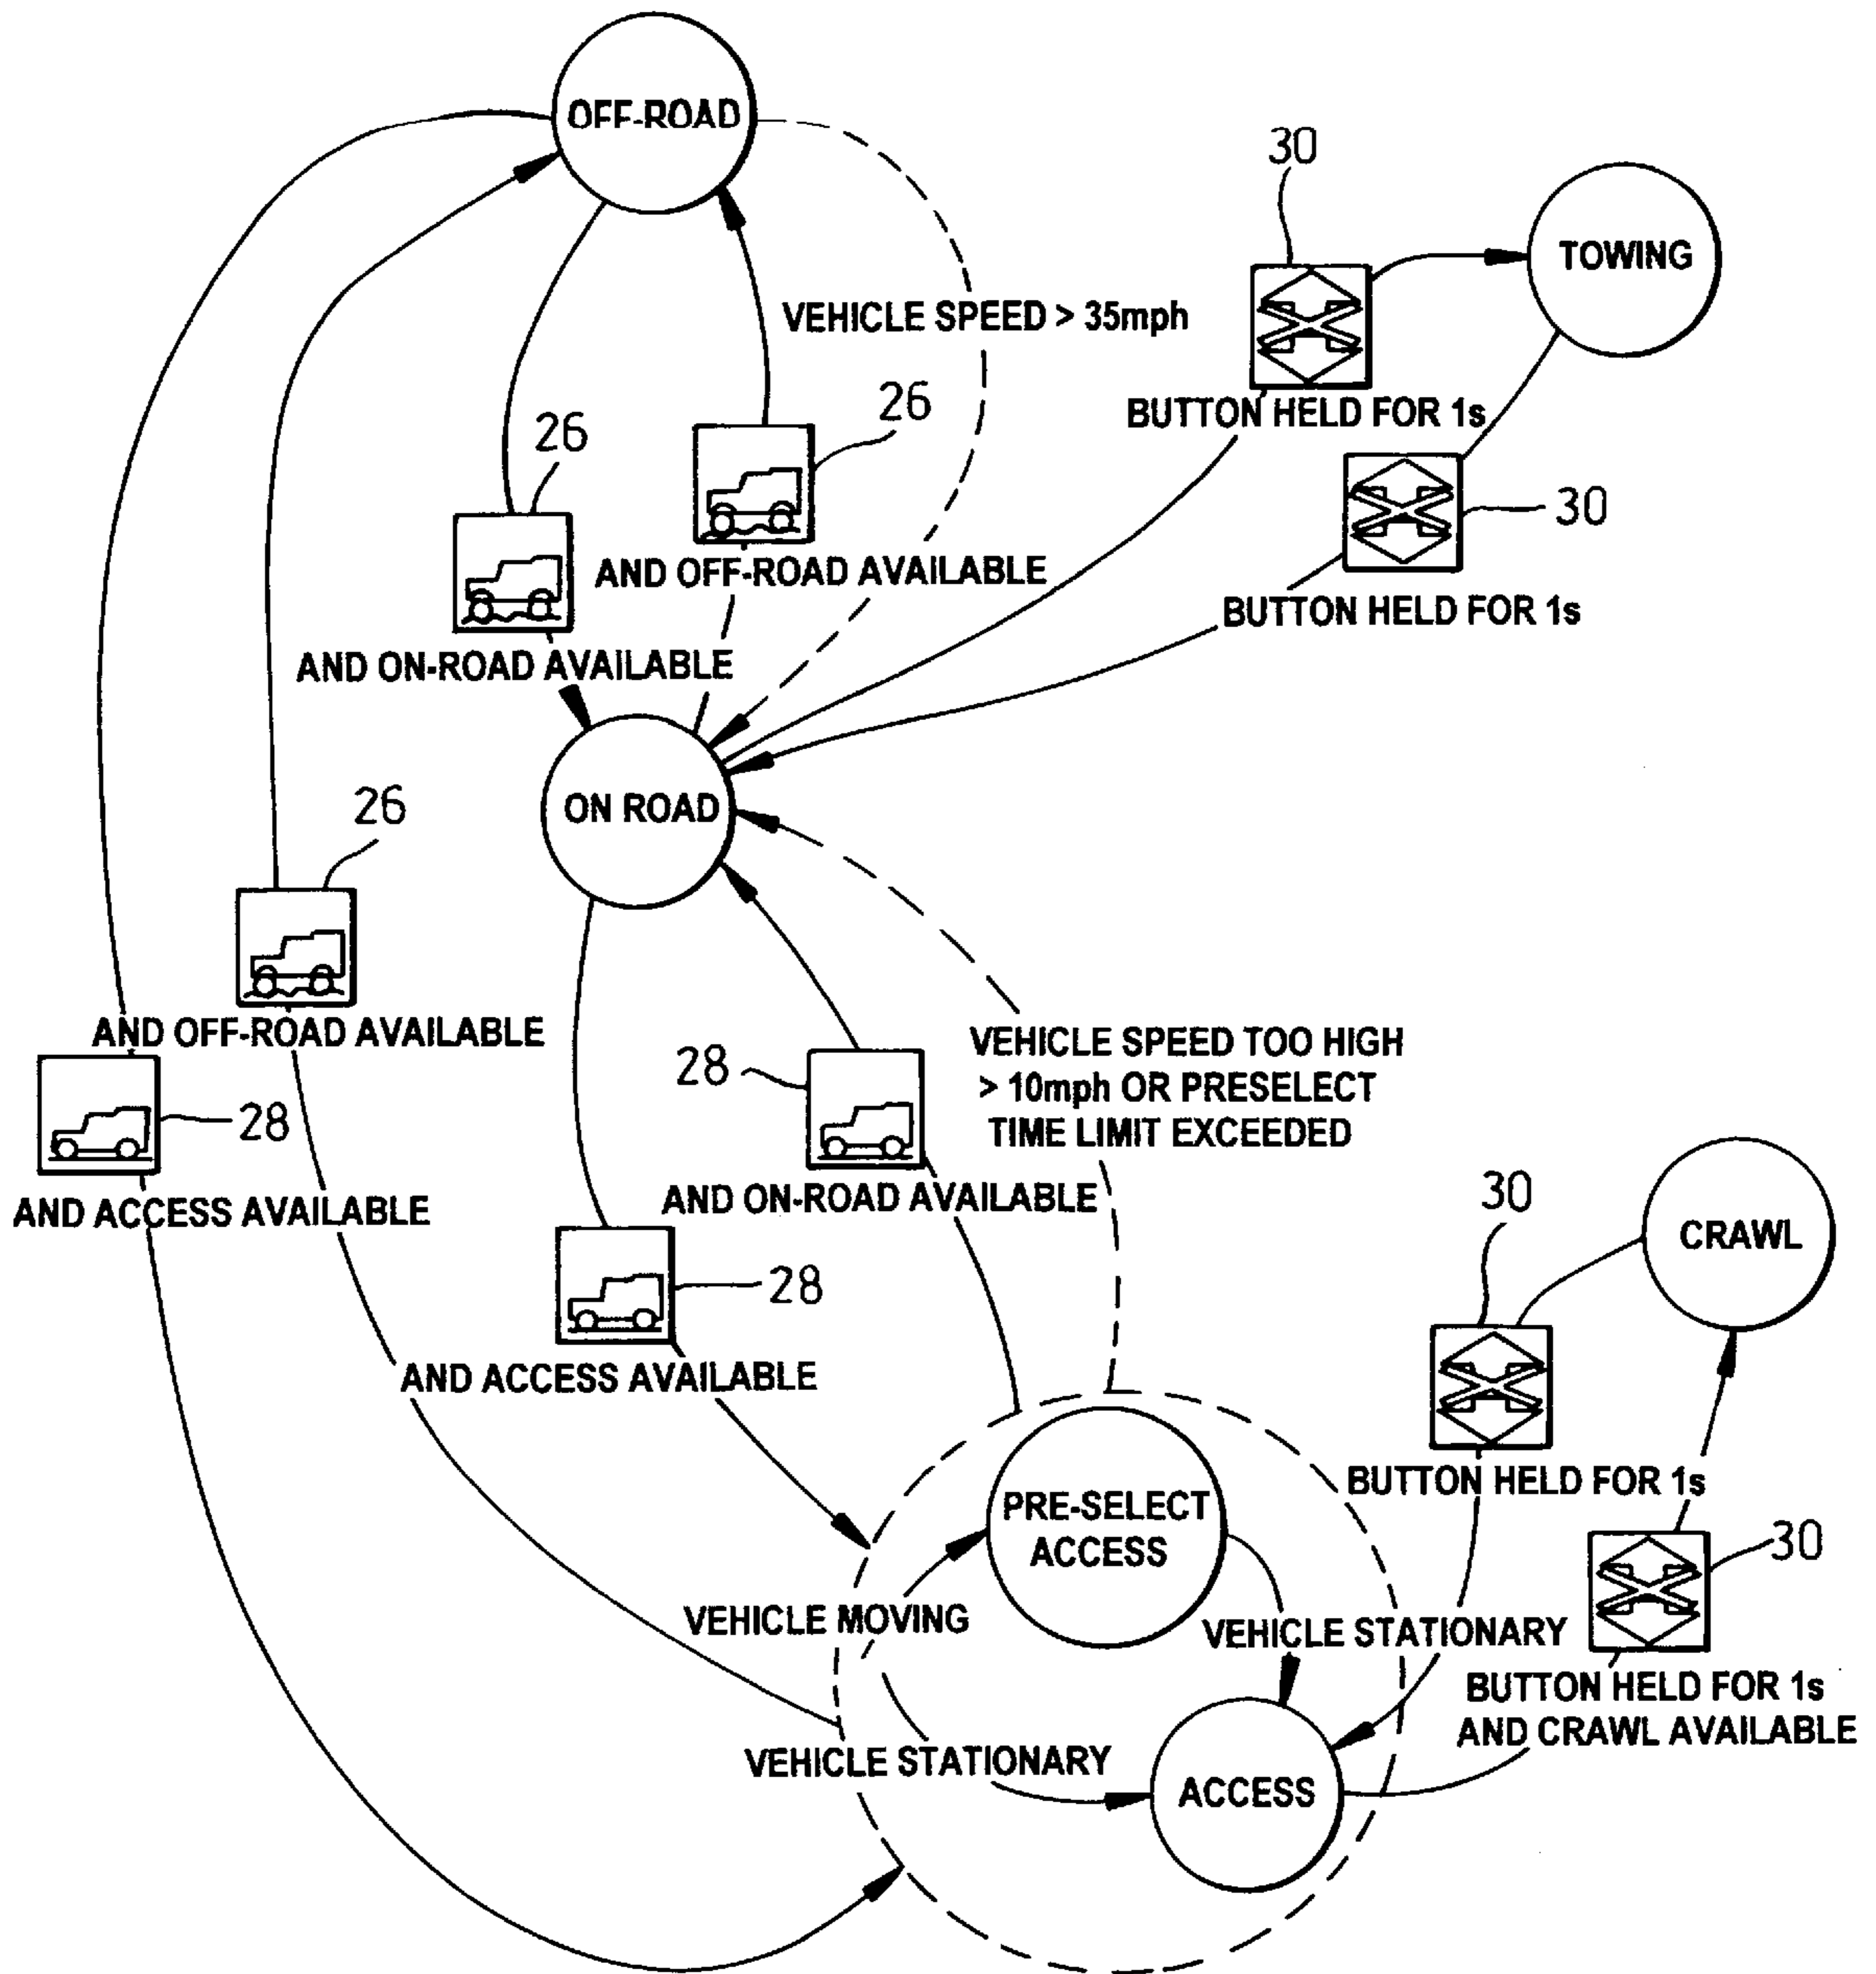 OFF-ROAD
30
TOWING
VEHICLE SPEED > 35mph
26
26
BUTTON HELD FOR 1s
30
AND OFF-ROAD AVAILABLE
BUTTON HELD FOR 1s
AND ON-ROAD AVAILABLE
ON ROAD
26
AND OFF-ROAD AVAILABLE
VEHICLE SPEED TOO HIGH
> 10mph OR PRESELECT
TIME LIMIT EXCEEDED
28
28
AND ACCESS AVAILABLE
AND ON-ROAD AVAILABLE
30
CRAWL
28
AND ACCESS AVAILABLE
BUTTON HELD FOR 1s
PRE-SELECT
ACCESS
30
VEHICLE MOVING
VEHICLE STATIONARY
BUTTON HELD FOR 1s
AND CRAWL AVAILABLE
VEHICLE STATIONARY
ACCESS